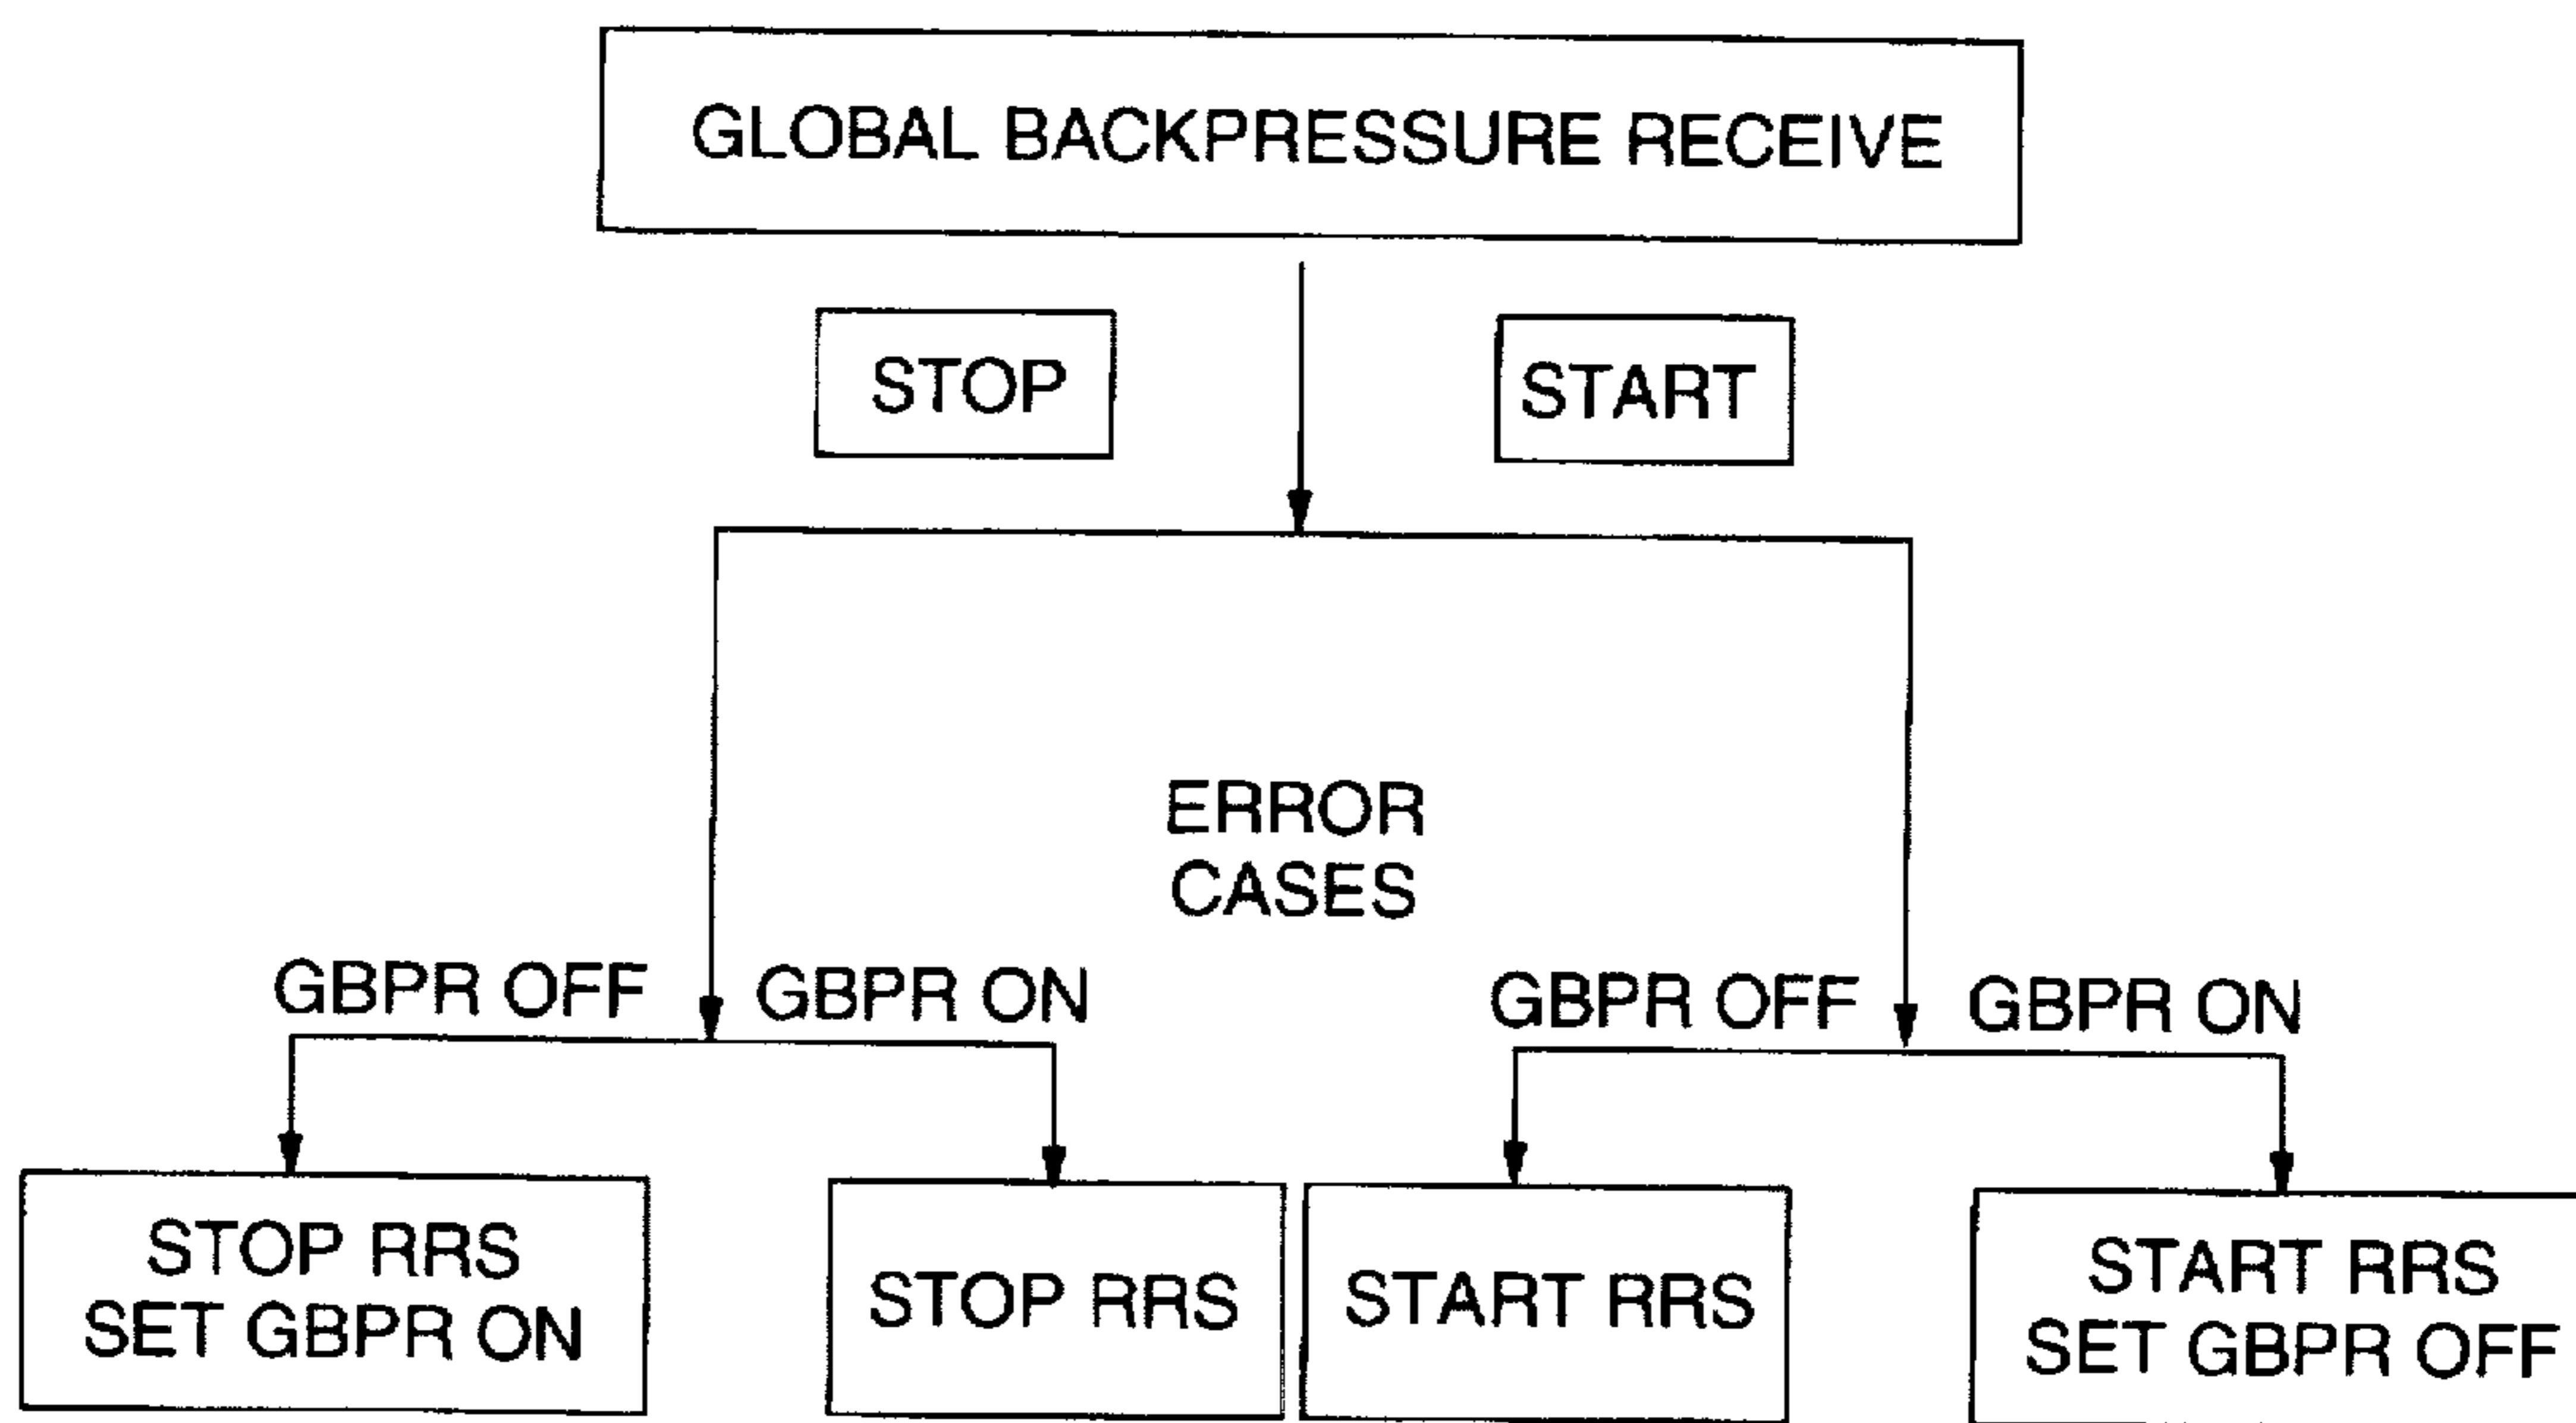 GLOBAL BACKPRESSURE RECEIVE
STOP
START
ERROR
CASES
GBPR OFF
GBPR ON
GBPR OFF
GBPR ON
STOP RRS
SET GBPR ON
STOP RRS
START RRS
START RRS
SET GBPR OFF